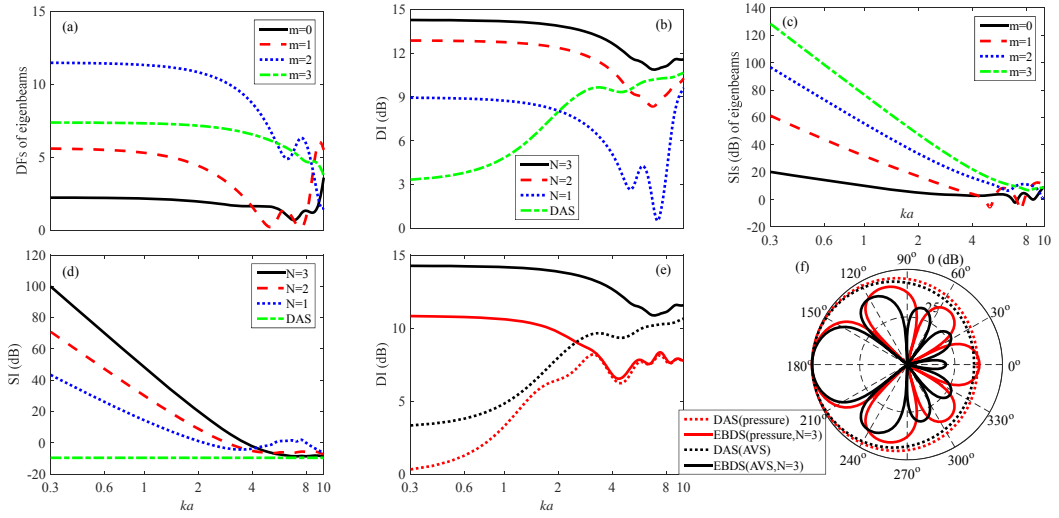 (a)
DFs of eigenbeams
15
10
5
0
m=0
m=1
m=2
m=3
(b)
DI (dB)
15
12
9
6
3
0
N=3
N=2
N=1
DAS
(c)
SIs (dB) of eigenbeams
140
120
100
80
60
40
20
0
-20
m=0
m=1
m=2
m=3
ka
0.3 0.6 1 2 4 8 10
(d)
SI (dB)
120
100
80
60
40
20
0
-20
N=3
N=2
N=1
DAS
0.3 0.6 1 2 4 8 10
ka
(e)
DI (dB)
15
10
5
0
0.3 0.6 1 2 4 8 10
ka
(f)
90° 0 (dB)
120° 60°
150° 30°
-25
180° 0°
210° 330°
240° 300°
270°
DAS(pressure)
EBDS(pressure,N=3)
DAS(AVS)
EBDS(AVS,N=3)